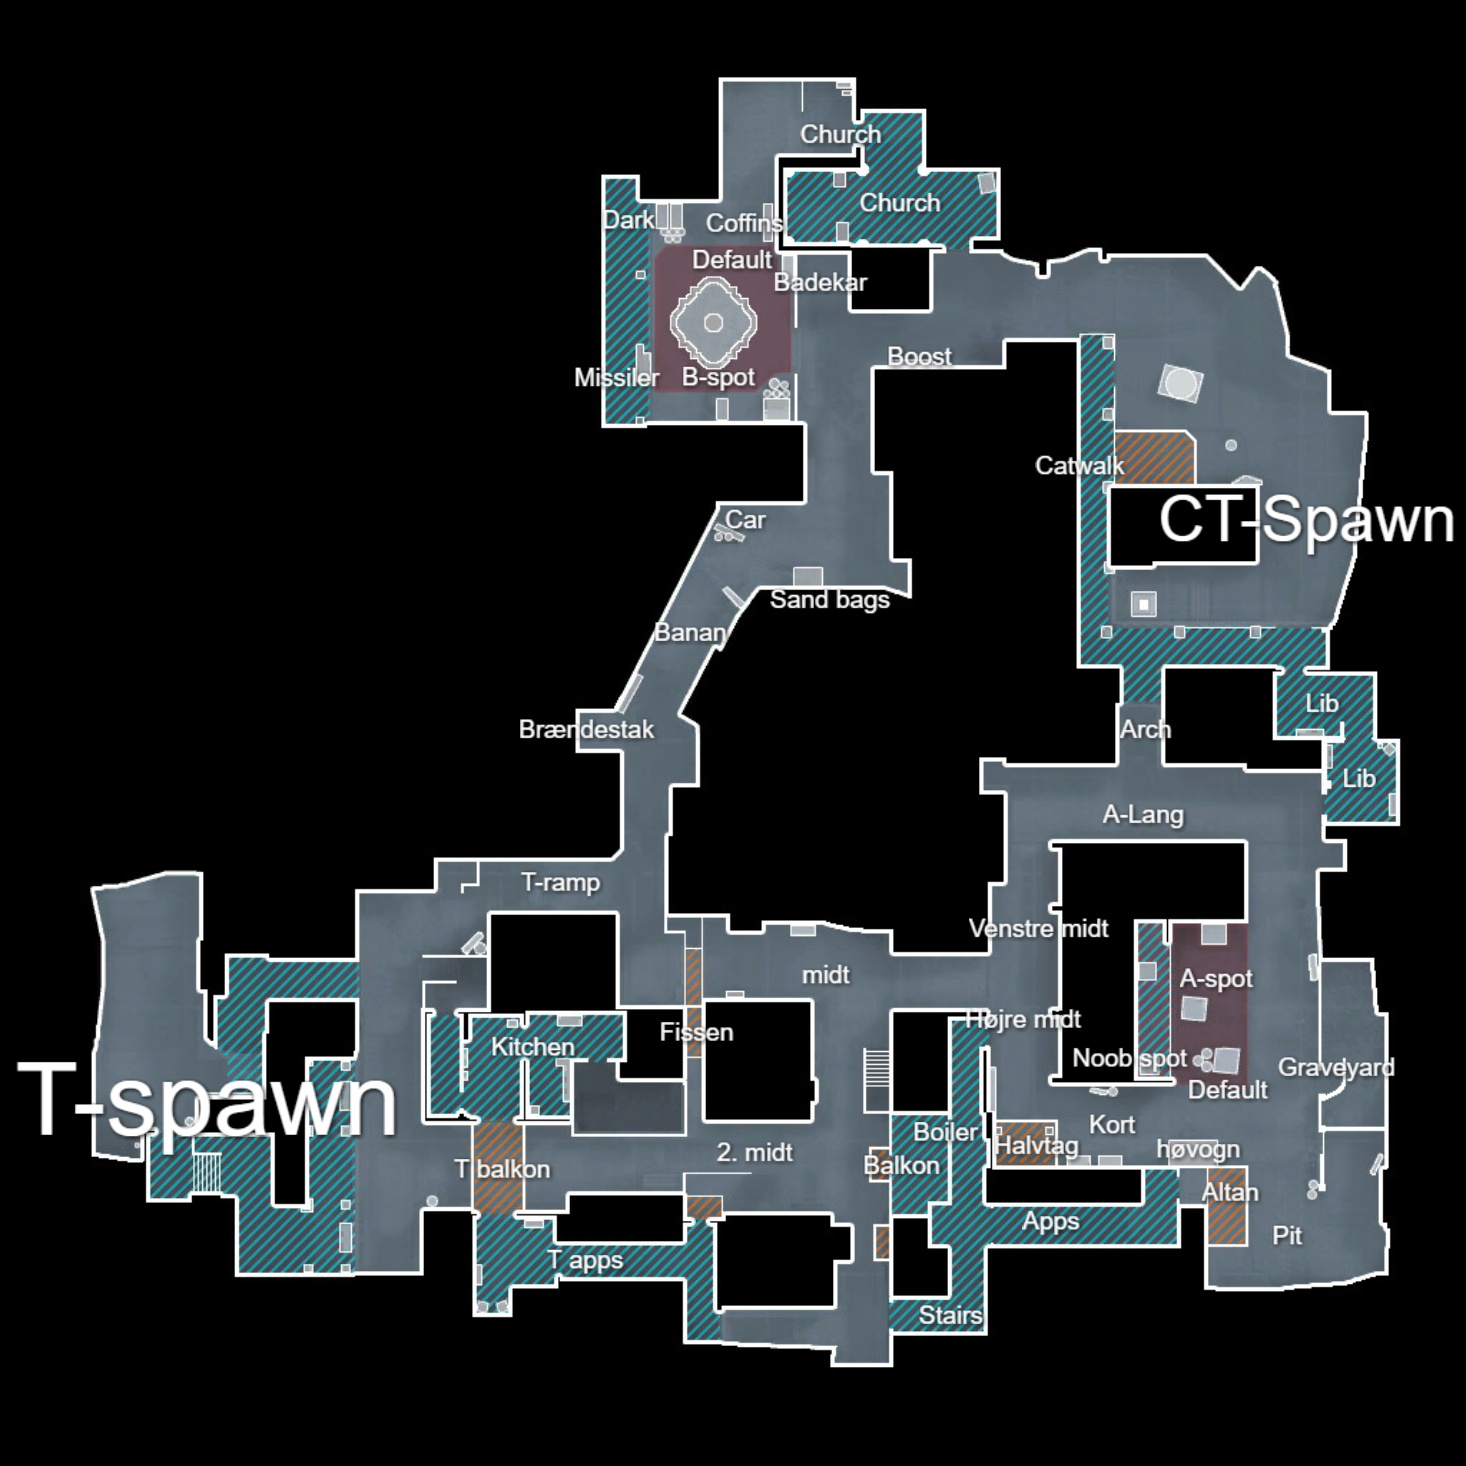 Church
Church
Dark
Coffins
Default
Badekar
Boost
Missiler
B-spot
Catwalk
CT-Spawn
Car
Sand bags
Banan
Brændestak
Lib
Arch
Lib
A-Lang
T-ramp
Venstre midt
midt
A-spot
Højre midt
Fissen
Kitchen
Noob spot
Graveyard
Default
T-spawn
Kort
Boiler
Halvtag
høvogn
2. midt
Balkon
T balkon
Altan
Apps
Pit
T apps
Stairs